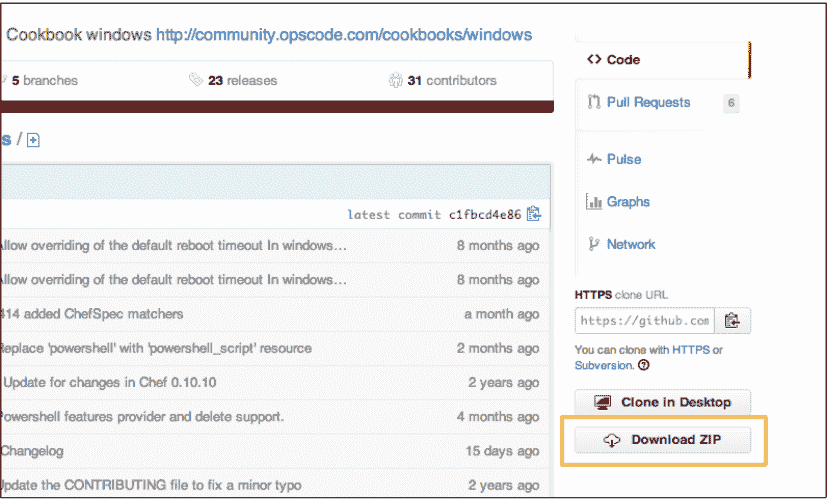 Cookbook windows http://community.opscode.com/cookbooks/windows
5 branches 23 releases 31 contributors
s / +
latest commit c1fbcd4e86
Allow overriding of the default reboot timeout In windows… 8 months ago
Allow overriding of the default reboot timeout In windows… 8 months ago
414 added ChefSpec matchers a month ago
Replace 'powershell' with 'powershell_script' resource 2 months ago
Update for changes in Chef 0.10.10 2 years ago
Powershell features provider and delete support. 4 months ago
Changelog 15 days ago
Update the CONTRIBUTING file to fix a minor typo 2 years ago
<> Code
Pull Requests 6
Pulse
Graphs
Network
HTTPS clone URL
https://github.com
You can clone with HTTPS or
Subversion. ?
Clone in Desktop
Download ZIP